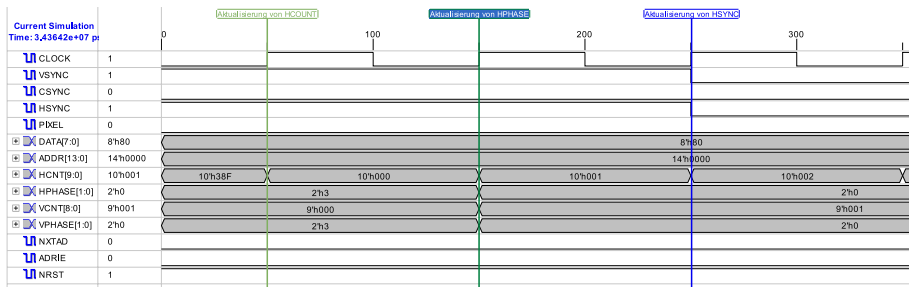 Aktualisierung von HCOUNT Aktualisierung von HPHASE Aktualisierung von HSYNC
Current Simulation
Time: 3,43642e+07 ps
0 100 200 300
CLOCK 1
VSYNC 1
CSYNC 0
HSYNC 1
PIXEL 0
DATA[7:0] 8'h80 8'h80
ADDR[13:0] 14'h0000 14'h0000
HCNT[9:0] 10'h001 10'h38F 10'h000 10'h001 10'h002
HPHASE[1:0] 2'h0 2'h3 2'h0
VCNT[8:0] 9'h001 9'h000 9'h001
VPHASE[1:0] 2'h0 2'h3 2'h0
NXTAD 0
ADRIE 0
NRST 1